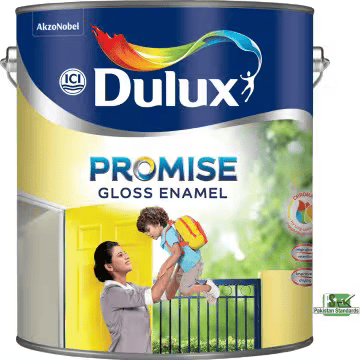 AkzoNobel
ICI
Dulux
PROMISE
GLOSS ENAMEL
Pakistan Standards